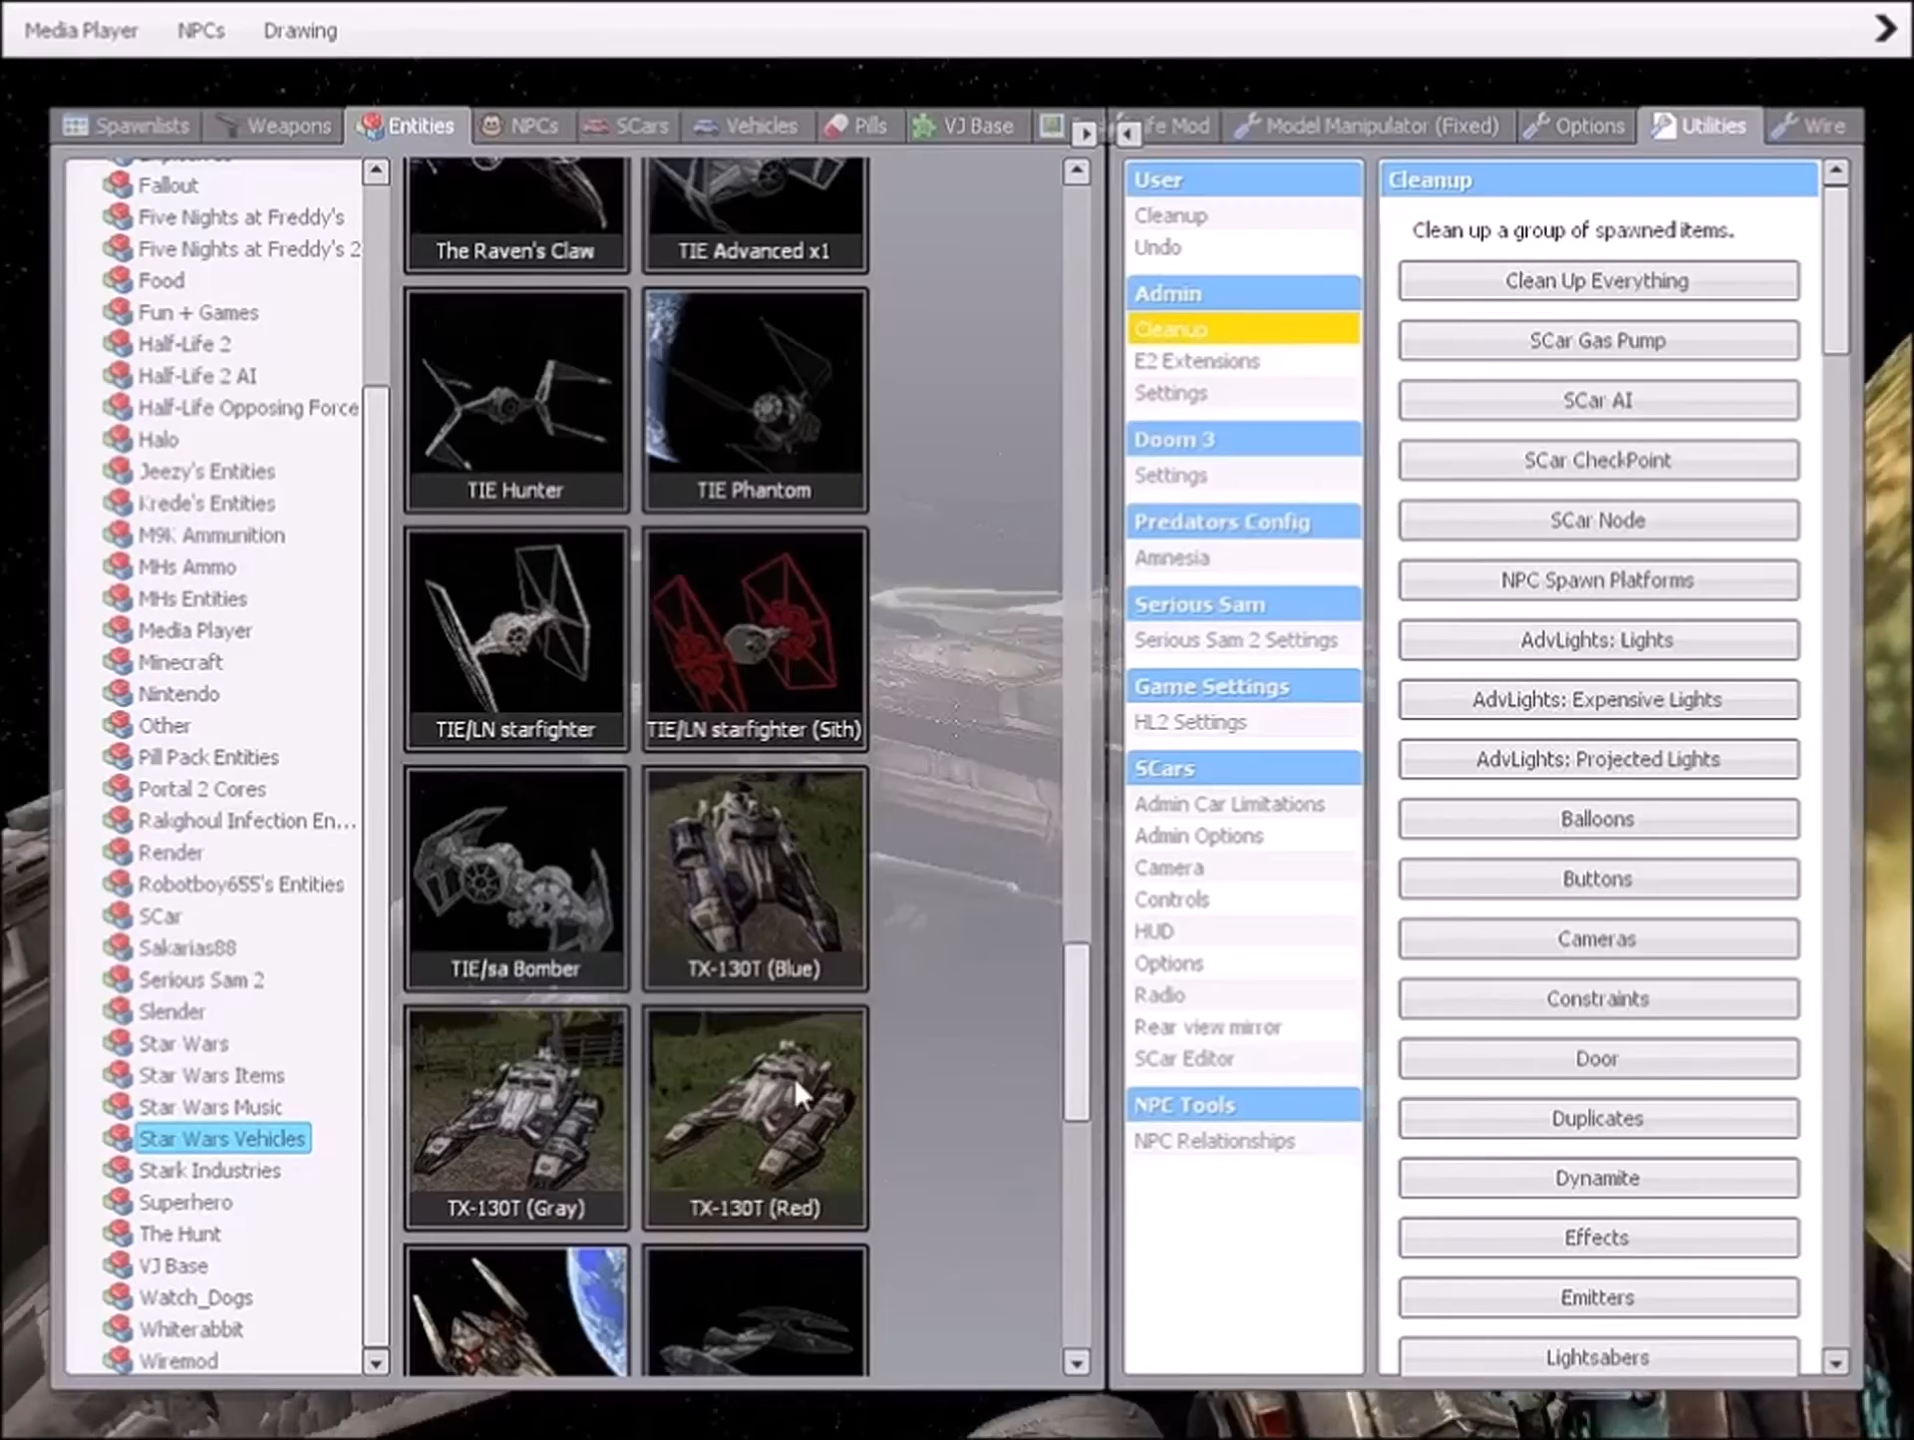 Media Player
NPCs
Drawing
Spawnlists
Weapons
Entities
NPCs
SCars
Vehicles
Pills
VJ Base
Model Manipulator (Fixed)
Options
Utilities
Wire
Fallout
Five Nights at Freddy's
Five Nights at Freddy's 2
Food
Fun + Games
Half-Life 2
Half-Life 2 AI
Half-Life Opposing Force
Halo
Jeezy's Entities
Krede's Entities
M9K Ammunition
MHs Ammo
MHs Entities
Media Player
Minecraft
Nintendo
Other
Pill Pack Entities
Portal 2 Cores
Rakghoul Infection En...
Render
Robotboy655's Entities
SCar
Sakarias88
Serious Sam 2
Slender
Star Wars
Star Wars Items
Star Wars Music
Star Wars Vehicles
Stark Industries
Superhero
The Hunt
VJ Base
Watch_Dogs
Whiterabbit
Wiremod
The Raven's Claw
TIE Advanced x1
TIE Hunter
TIE Phantom
TIE/LN starfighter
TIE/LN starfighter (Sith)
TIE/sa Bomber
TX-130T (Blue)
TX-130T (Gray)
TX-130T (Red)
User
Cleanup
Undo
Admin
Cleanup
E2 Extensions
Settings
Doom 3
Settings
Predators Config
Amnesia
Serious Sam
Serious Sam 2 Settings
Game Settings
HL2 Settings
SCars
Admin Car Limitations
Admin Options
Camera
Controls
HUD
Options
Radio
Rear view mirror
SCar Editor
NPC Tools
NPC Relationships
Cleanup
Clean up a group of spawned items.
Clean Up Everything
SCar Gas Pump
SCar AI
SCar CheckPoint
SCar Node
NPC Spawn Platforms
AdvLights: Lights
AdvLights: Expensive Lights
AdvLights: Projected Lights
Balloons
Buttons
Cameras
Constraints
Door
Duplicates
Dynamite
Effects
Emitters
Lightsabers